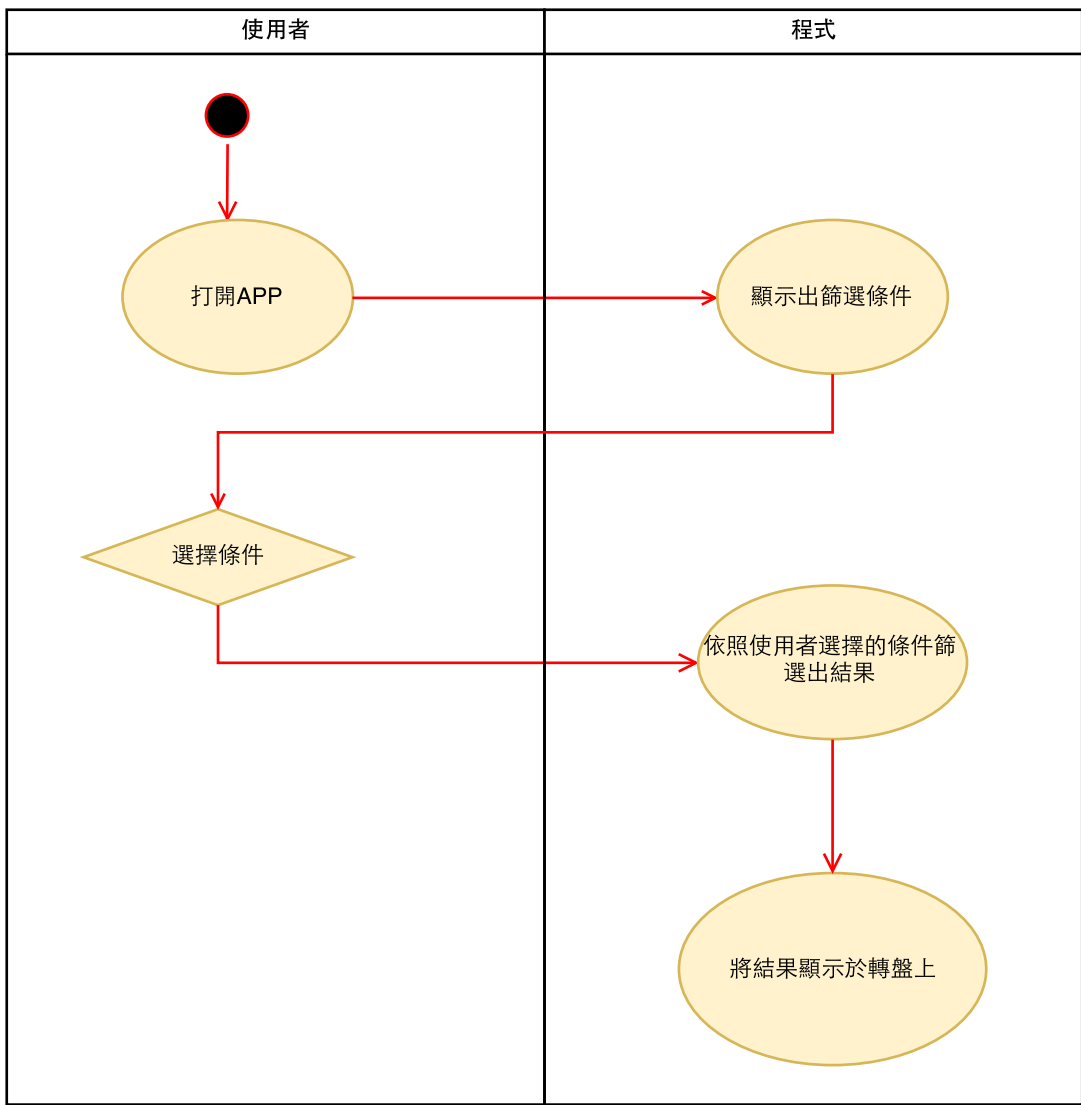 使用者
程式
打開APP
顯示出篩選條件
選擇條件
依照使用者選擇的條件篩
選出結果
將結果顯示於轉盤上